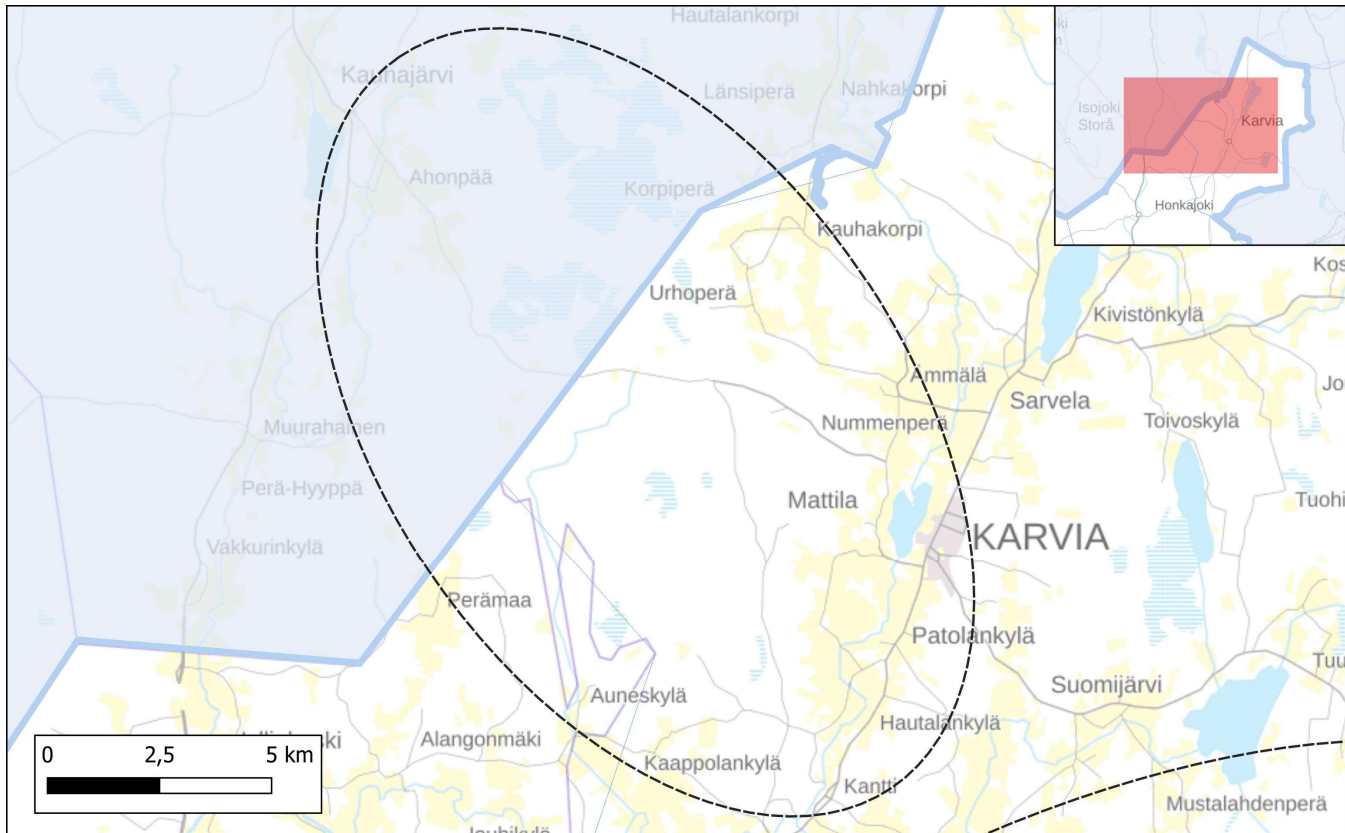 Hautalankorpi
Kauhajärvi
Länsiperä
Nahkakorpi
Ahonpää
Korpiperä
Kauhakorpi
Urhoperä
Isojoki
Storå
Karvia
Honkajoki
Kivistönkylä
Ämmälä
Sarvela
Nummenperä
Toivoskylä
Muurahainen
Perä-Hyyppä
Mattila
KARVIA
Vakkurinkylä
Perämaa
Patolankylä
Suomijärvi
Auneskylä
Hautalankylä
Alangonmäki
Kaappolankylä
Kantti
Mustalahdenperä
0 2,5 5 km